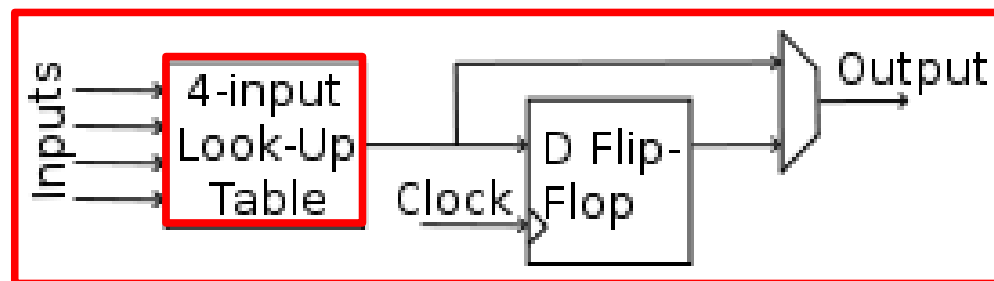 Inputs
4-input
Look-Up
Table
Clock
D Flip-
Flop
Output